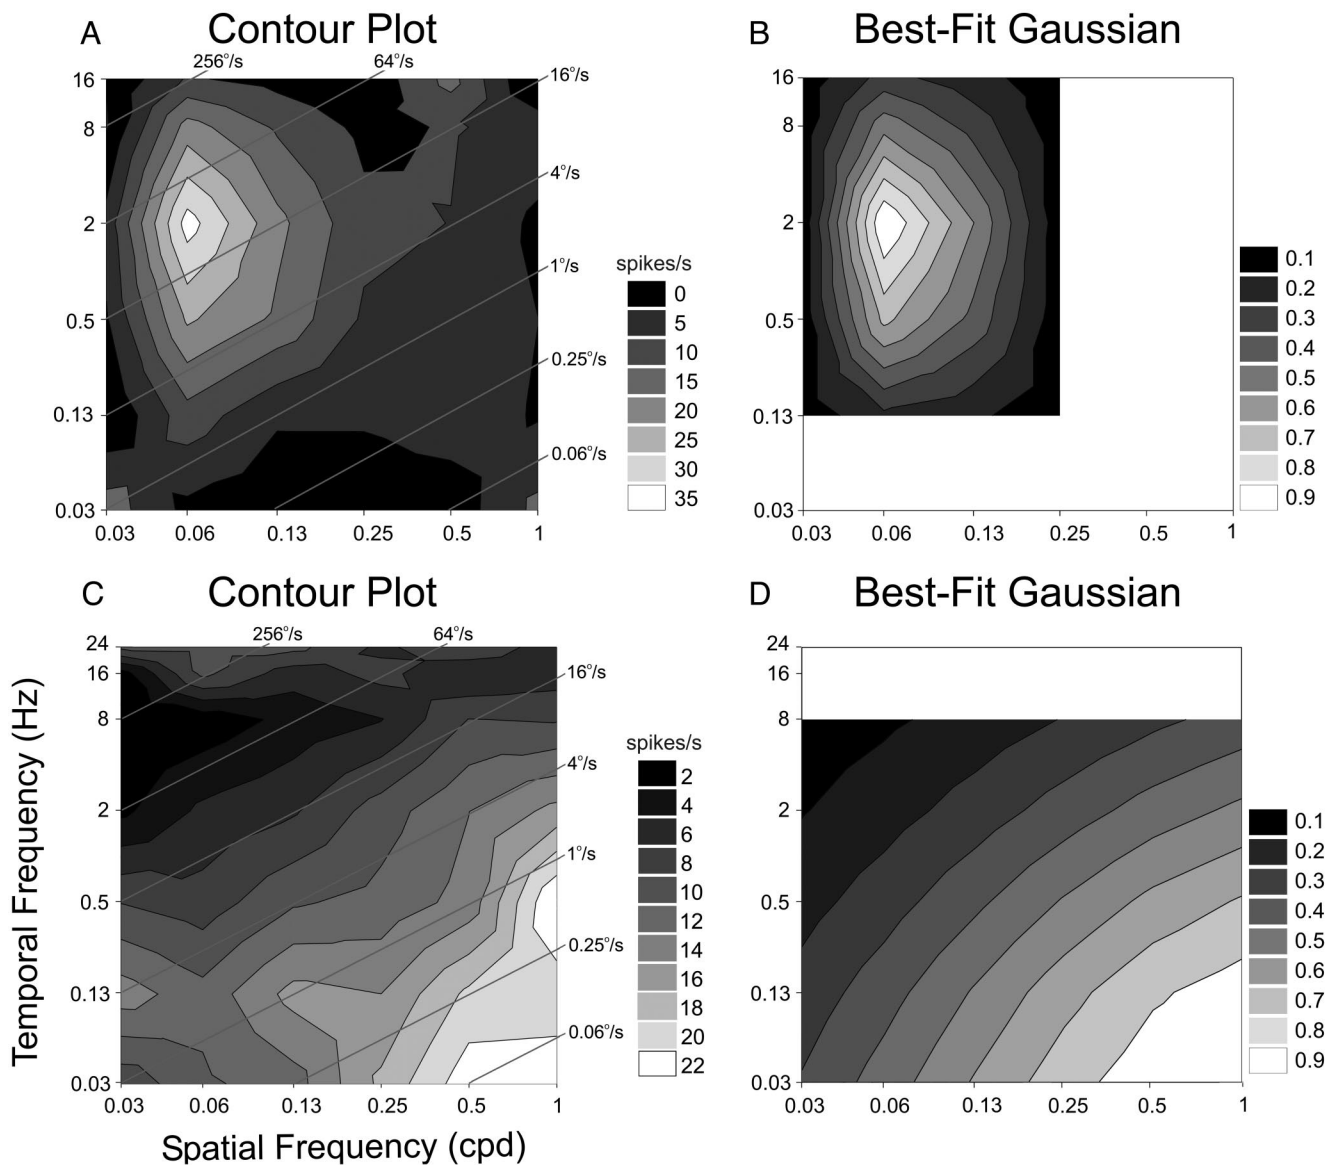 A Contour Plot
B Best-Fit Gaussian
256°/s 64°/s 16°/s
4°/s
1°/s
0.25°/s
0.06°/s
16
8
2
0.5
0.13
0.03
0.03 0.06 0.13 0.25 0.5 1
spikes/s
0
5
10
15
20
25
30
35
16
8
2
0.5
0.13
0.03
0.03 0.06 0.13 0.25 0.5 1
0.1
0.2
0.3
0.4
0.5
0.6
0.7
0.8
0.9
C Contour Plot
D Best-Fit Gaussian
256°/s 64°/s
16°/s
4°/s
1°/s
0.25°/s
0.06°/s
24
16
8
2
0.5
0.13
0.03
0.03 0.06 0.13 0.25 0.5 1
Temporal Frequency (Hz)
Spatial Frequency (cpd)
spikes/s
2
4
6
8
10
12
14
16
18
20
22
24
16
8
2
0.5
0.13
0.03
0.03 0.06 0.13 0.25 0.5 1
0.1
0.2
0.3
0.4
0.5
0.6
0.7
0.8
0.9